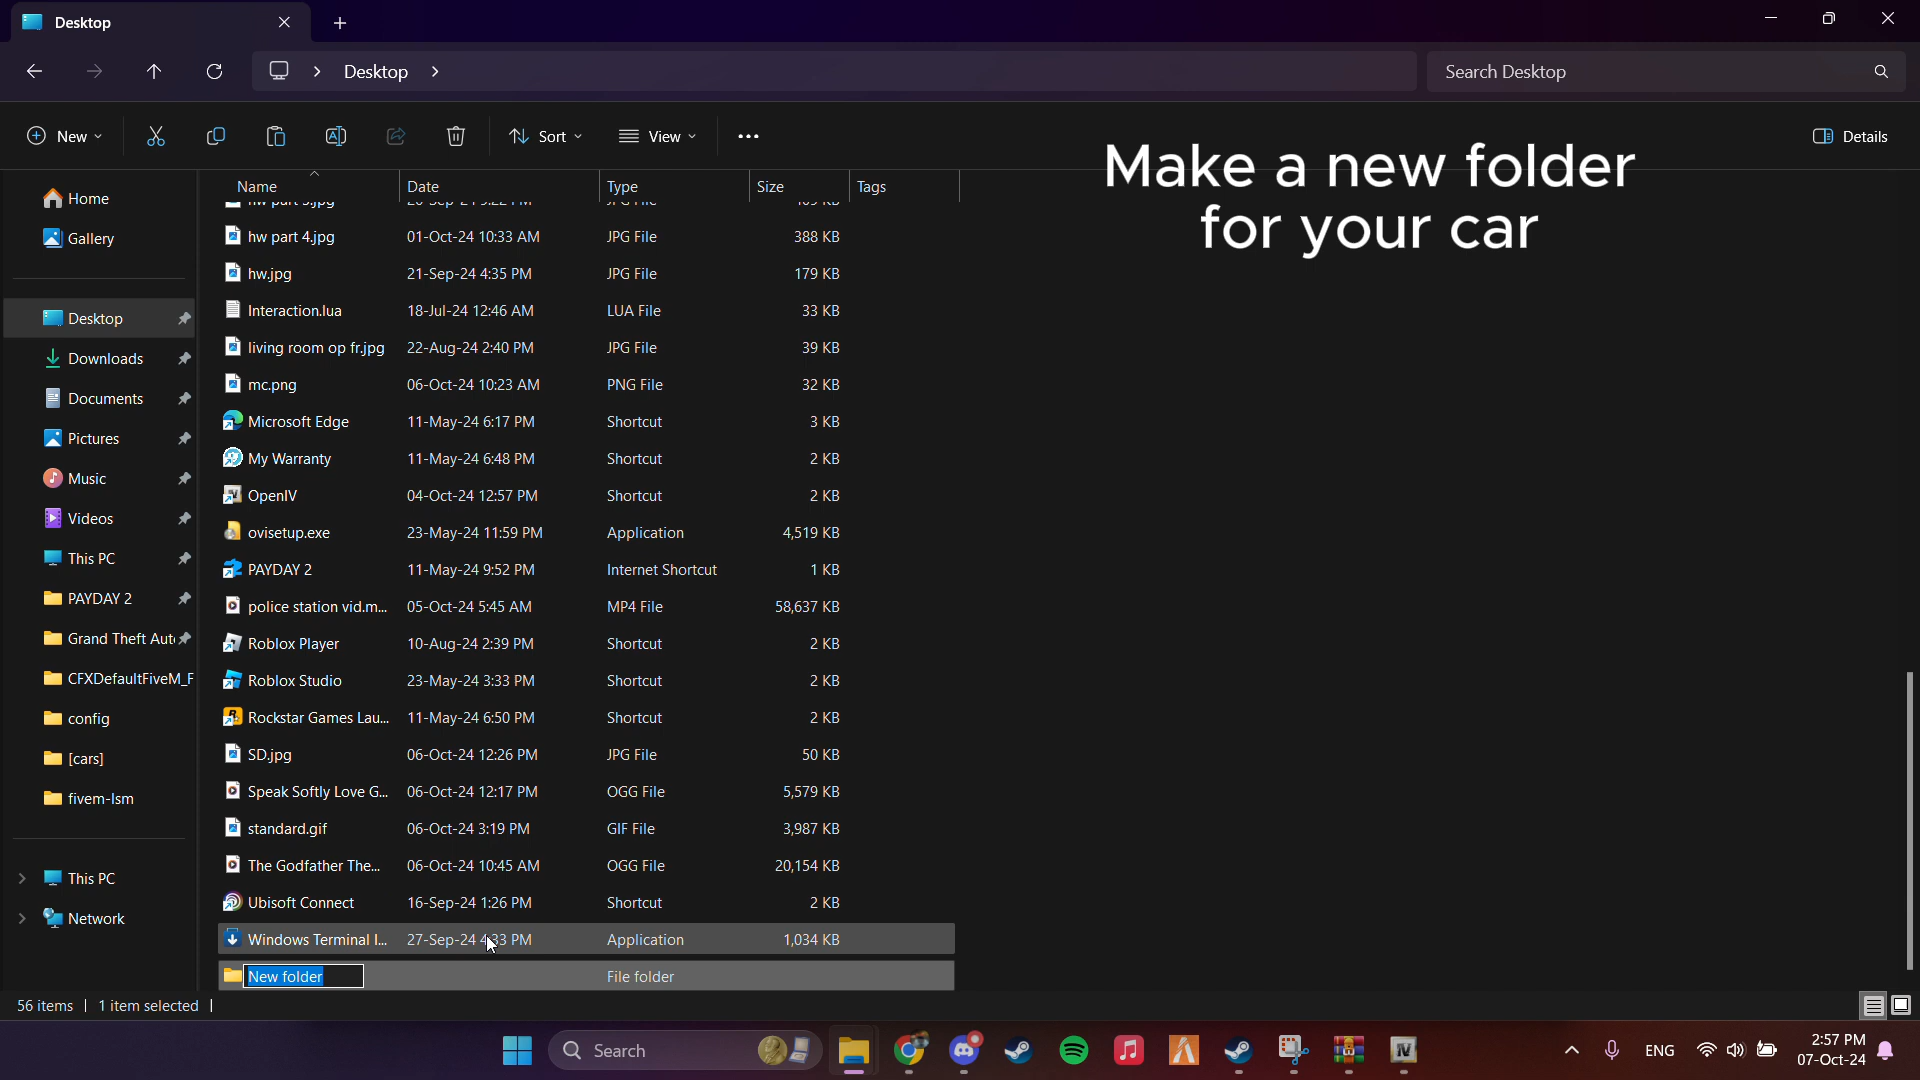 Desktop
Desktop
Search Desktop
New
Sort
View
Details
Make a new folder
for your car
Name Date Type Size Tags
Home
Gallery
Desktop
Downloads
Documents
Pictures
Music
Videos
This PC
PAYDAY 2
Grand Theft Aut
CFXDefaultFiveM_F
config
[cars]
fivem-lsm
This PC
Network
hw part 4.jpg 01-Oct-24 10:33 AM JPG File 388 KB
hw.jpg 21-Sep-24 4:35 PM JPG File 179 KB
Interaction.lua 18-Jul-24 12:46 AM LUA File 33 KB
living room op fr.jpg 22-Aug-24 2:40 PM JPG File 39 KB
mc.png 06-Oct-24 10:23 AM PNG File 32 KB
Microsoft Edge 11-May-24 6:17 PM Shortcut 3 KB
My Warranty 11-May-24 6:48 PM Shortcut 2 KB
OpenIV 04-Oct-24 12:57 PM Shortcut 2 KB
ovisetup.exe 23-May-24 11:59 PM Application 4,519 KB
PAYDAY 2 11-May-24 9:52 PM Internet Shortcut 1 KB
police station vid.m... 05-Oct-24 5:45 AM MP4 File 58,637 KB
Roblox Player 10-Aug-24 2:39 PM Shortcut 2 KB
Roblox Studio 23-May-24 3:33 PM Shortcut 2 KB
Rockstar Games Lau... 11-May-24 6:50 PM Shortcut 2 KB
SD.jpg 06-Oct-24 12:26 PM JPG File 50 KB
Speak Softly Love G... 06-Oct-24 12:17 PM OGG File 5,579 KB
standard.gif 06-Oct-24 3:19 PM GIF File 3,987 KB
The Godfather The... 06-Oct-24 10:45 AM OGG File 20,154 KB
Ubisoft Connect 16-Sep-24 1:26 PM Shortcut 2 KB
Windows Terminal I... 27-Sep-24 4:33 PM Application 1,034 KB
New folder File folder
56 items 1 item selected
Search
ENG
2:57 PM
07-Oct-24